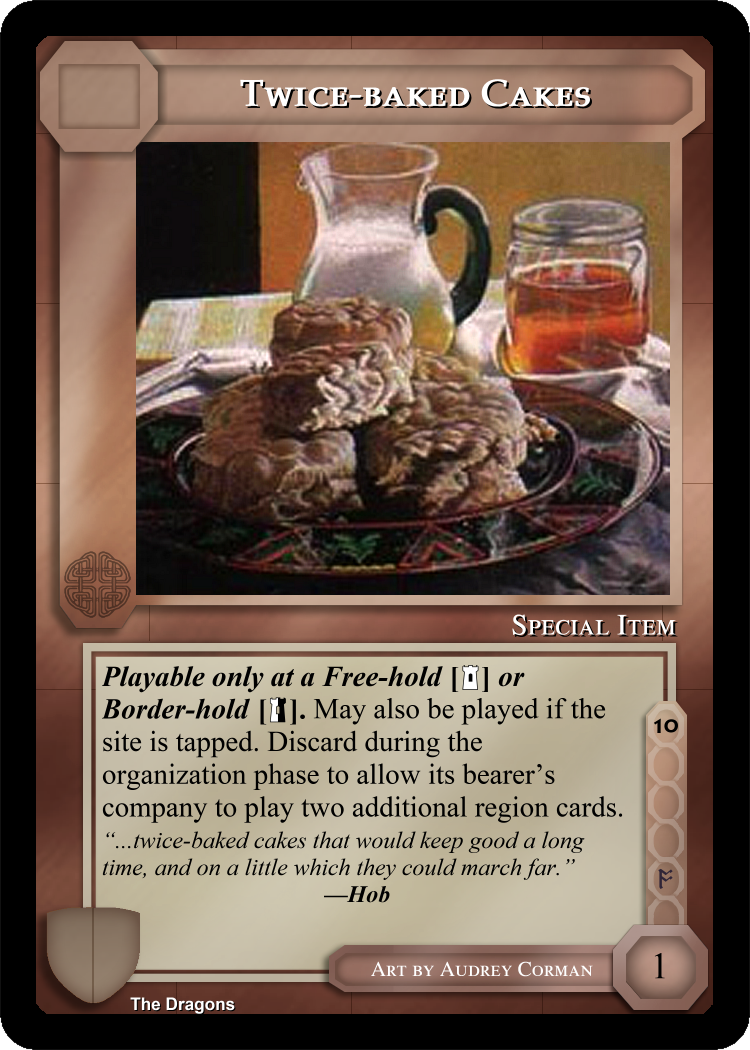 Twice-baked Cakes
Special Item
Playable only at a Free-hold [] or
Border-hold []. May also be played if the
site is tapped. Discard during the
organization phase to allow its bearer’s
company to play two additional region cards.
“...twice-baked cakes that would keep good a long
time, and on a little which they could march far.”
—Hob
10
ᚩ
Art by Audrey Corman
1
The Dragons